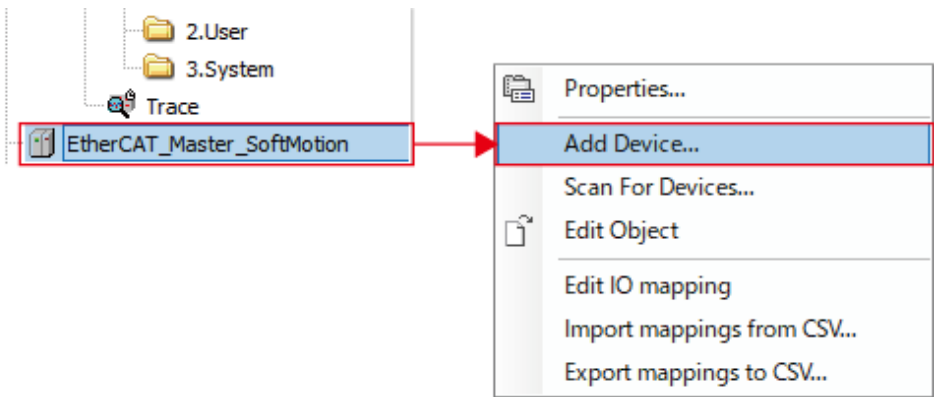 2.User
3.System
Trace
EtherCAT_Master_SoftMotion
Properties...
Add Device...
Scan For Devices...
Edit Object
Edit IO mapping
Import mappings from CSV...
Export mappings to CSV...